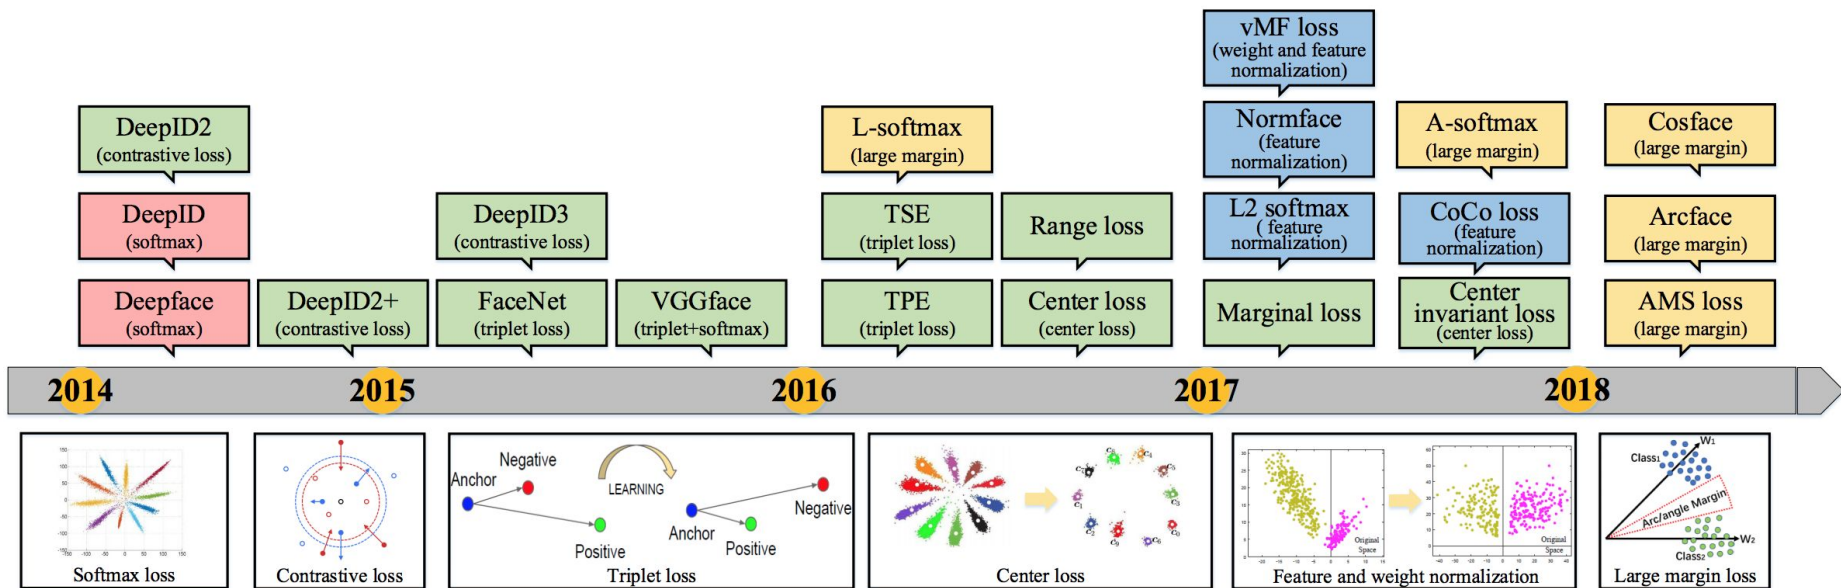 vMF loss
(weight and feature
normalization)
DeepID2
(contrastive loss)
L-softmax
(large margin)
Normface
(feature
normalization)
A-softmax
(large margin)
Cosface
(large margin)
DeepID
(softmax)
DeepID3
(contrastive loss)
TSE
(triplet loss)
Range loss
L2 softmax
( feature
normalization)
CoCo loss
(feature
normalization)
Arcface
(large margin)
Deepface
(softmax)
DeepID2+
(contrastive loss)
FaceNet
(triplet loss)
VGGface
(triplet+softmax)
TPE
(triplet loss)
Center loss
(center loss)
Marginal loss
Center
invariant loss
(center loss)
AMS loss
(large margin)
2014
2015
2016
2017
2018
Softmax loss
Contrastive loss
Anchor
Negative
Positive
LEARNING
Anchor
Negative
Positive
Triplet loss
Center loss
Original
Space
Original
Space
Feature and weight normalization
W1
Class1
Arc/angle Margin
W2
Class2
Large margin loss